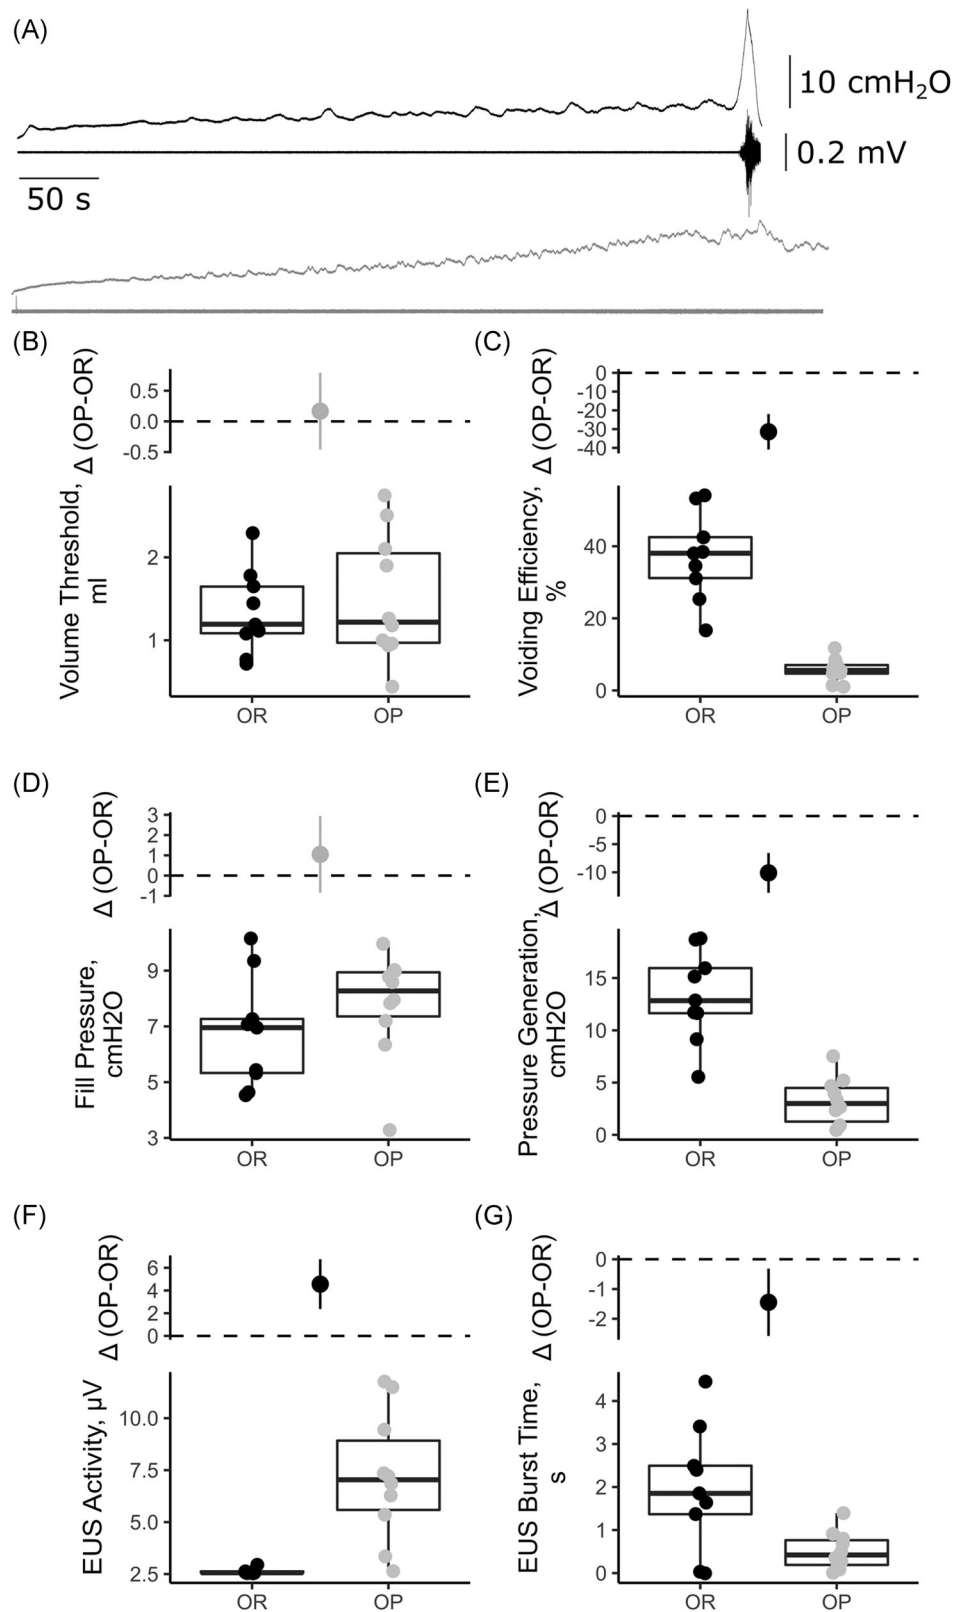 (A)
10 cmH₂O
0.2 mV
50 s
(B)
Δ (OP-OR)
0.5
0.0
-0.5
Volume Threshold,
ml
2
1
OR OP
(C)
Δ (OP-OR)
0
-10
-20
-30
-40
Voiding Efficiency,
%
40
20
0
OR OP
(D)
Δ (OP-OR)
3
2
1
0
-1
Fill Pressure,
cmH2O
9
7
5
3
OR OP
(E)
Δ (OP-OR)
0
-5
-10
Pressure Generation,
cmH2O
15
10
5
0
OR OP
(F)
Δ (OP-OR)
6
4
2
0
EUS Activity, µV
10.0
7.5
5.0
2.5
OR OP
(G)
Δ (OP-OR)
0
-1
-2
EUS Burst Time,
s
4
3
2
1
0
OR OP